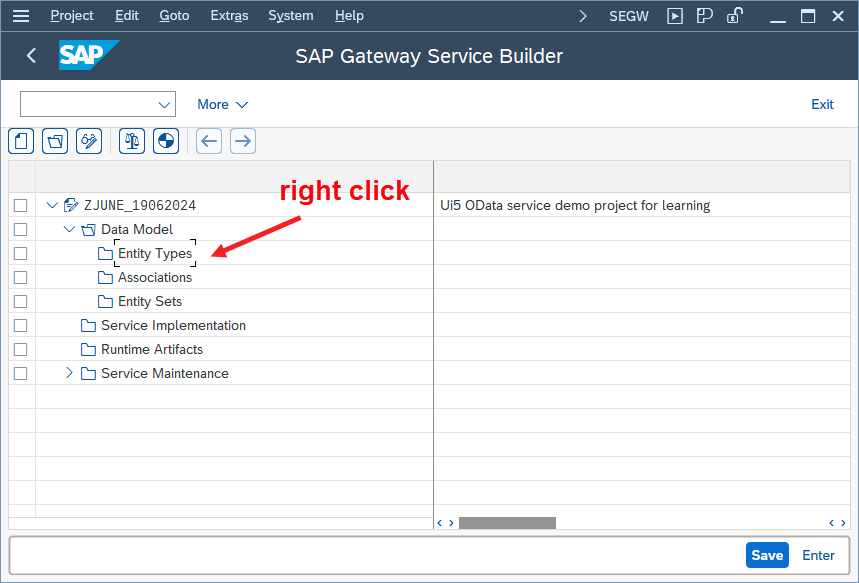 Project Edit Goto Extras System Help SEGW
SAP SAP Gateway Service Builder
More Exit
right click
ZJUNE_19062024 Ui5 OData service demo project for learning
Data Model
Entity Types
Associations
Entity Sets
Service Implementation
Runtime Artifacts
Service Maintenance
Save Enter